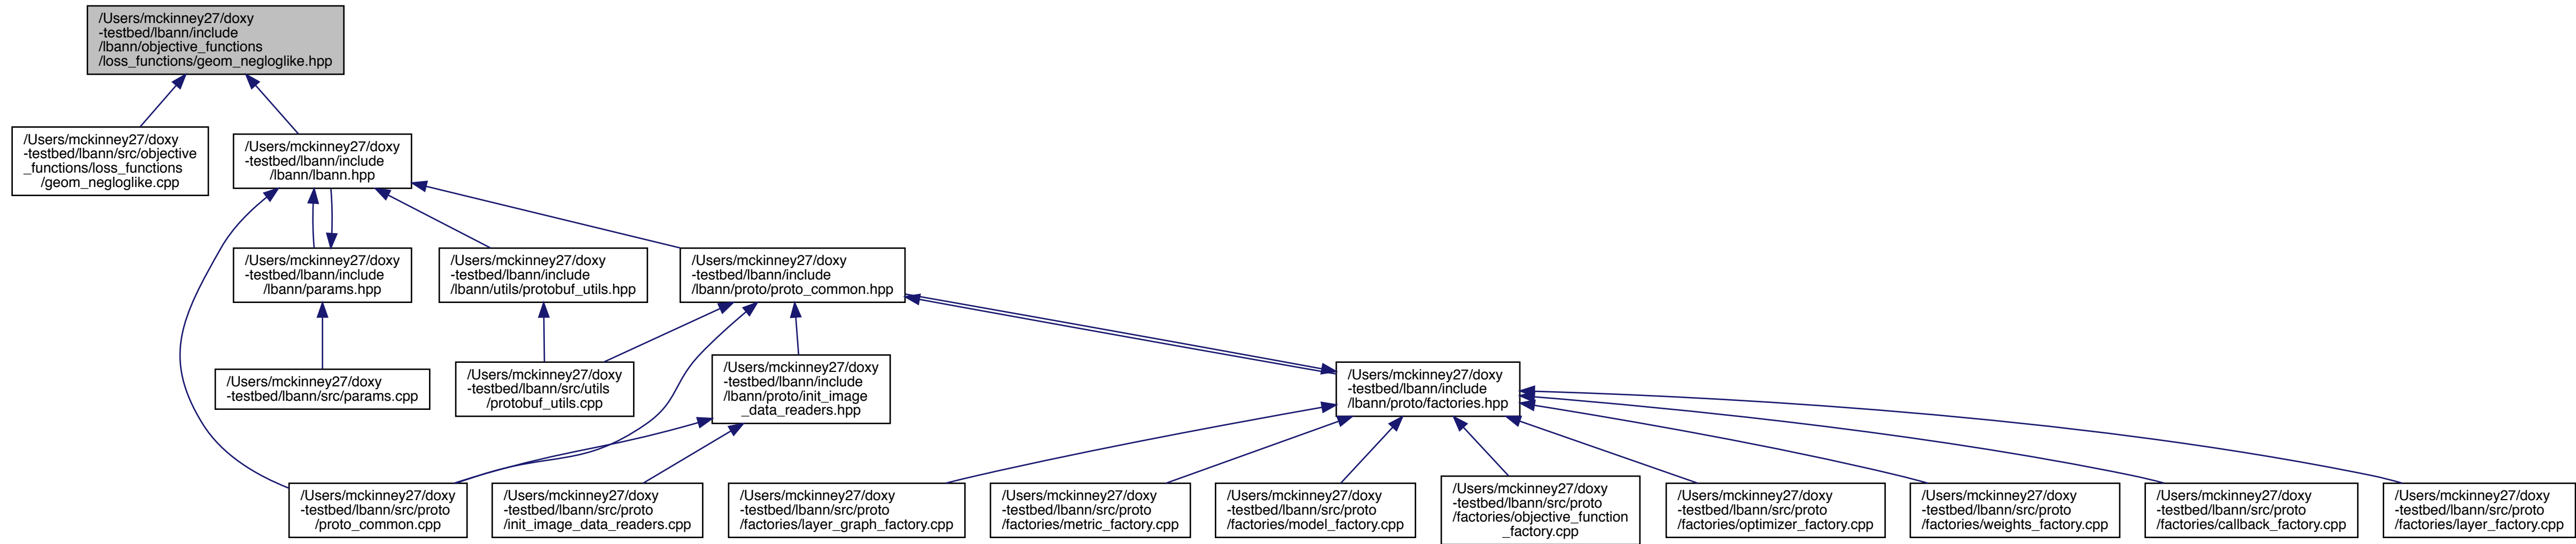 /Users/mckinney27/doxy
-testbed/lbann/include
/lbann/objective_functions
/loss_functions/geom_negloglike.hpp
/Users/mckinney27/doxy
-testbed/lbann/src/objective
_functions/loss_functions
/geom_negloglike.cpp
/Users/mckinney27/doxy
-testbed/lbann/include
/lbann/lbann.hpp
/Users/mckinney27/doxy
-testbed/lbann/include
/lbann/params.hpp
/Users/mckinney27/doxy
-testbed/lbann/include
/lbann/utils/protobuf_utils.hpp
/Users/mckinney27/doxy
-testbed/lbann/include
/lbann/proto/proto_common.hpp
/Users/mckinney27/doxy
-testbed/lbann/src/params.cpp
/Users/mckinney27/doxy
-testbed/lbann/src/utils
/protobuf_utils.cpp
/Users/mckinney27/doxy
-testbed/lbann/include
/lbann/proto/init_image
_data_readers.hpp
/Users/mckinney27/doxy
-testbed/lbann/include
/lbann/proto/factories.hpp
/Users/mckinney27/doxy
-testbed/lbann/src/proto
/proto_common.cpp
/Users/mckinney27/doxy
-testbed/lbann/src/proto
/init_image_data_readers.cpp
/Users/mckinney27/doxy
-testbed/lbann/src/proto
/factories/layer_graph_factory.cpp
/Users/mckinney27/doxy
-testbed/lbann/src/proto
/factories/metric_factory.cpp
/Users/mckinney27/doxy
-testbed/lbann/src/proto
/factories/model_factory.cpp
/Users/mckinney27/doxy
-testbed/lbann/src/proto
/factories/objective_function
_factory.cpp
/Users/mckinney27/doxy
-testbed/lbann/src/proto
/factories/optimizer_factory.cpp
/Users/mckinney27/doxy
-testbed/lbann/src/proto
/factories/weights_factory.cpp
/Users/mckinney27/doxy
-testbed/lbann/src/proto
/factories/callback_factory.cpp
/Users/mckinney27/doxy
-testbed/lbann/src/proto
/factories/layer_factory.cpp